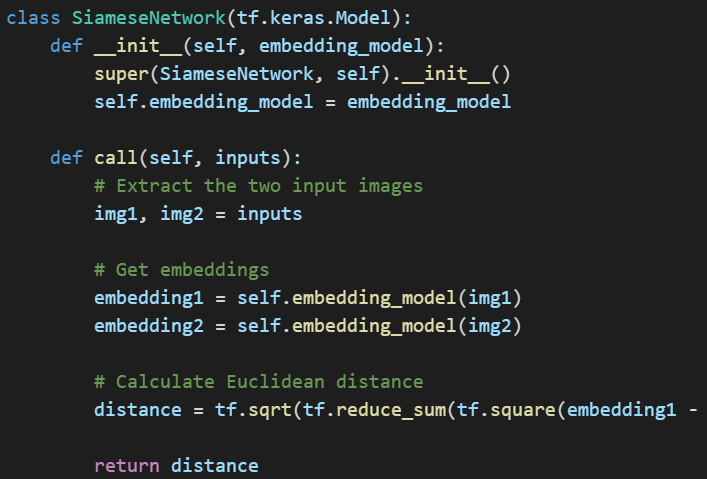 class SiameseNetwork(tf.keras.Model):
    def __init__(self, embedding_model):
        super(SiameseNetwork, self).__init__()
        self.embedding_model = embedding_model

    def call(self, inputs):
        # Extract the two input images
        img1, img2 = inputs

        # Get embeddings
        embedding1 = self.embedding_model(img1)
        embedding2 = self.embedding_model(img2)

        # Calculate Euclidean distance
        distance = tf.sqrt(tf.reduce_sum(tf.square(embedding1 -

        return distance